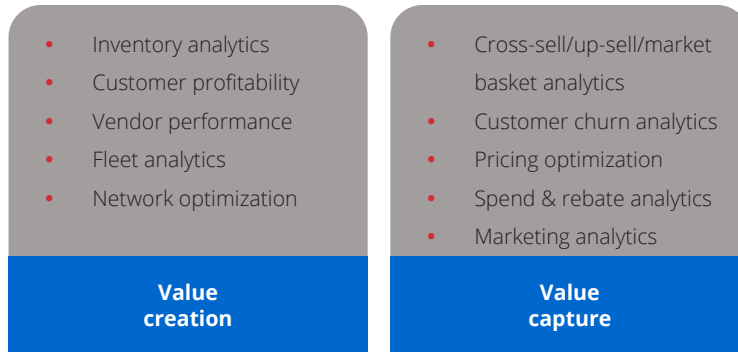 • Inventory analytics
• Customer profitability
• Vendor performance
• Fleet analytics
• Network optimization
Value
creation
• Cross-sell/up-sell/market
basket analytics
• Customer churn analytics
• Pricing optimization
• Spend & rebate analytics
• Marketing analytics
Value
capture